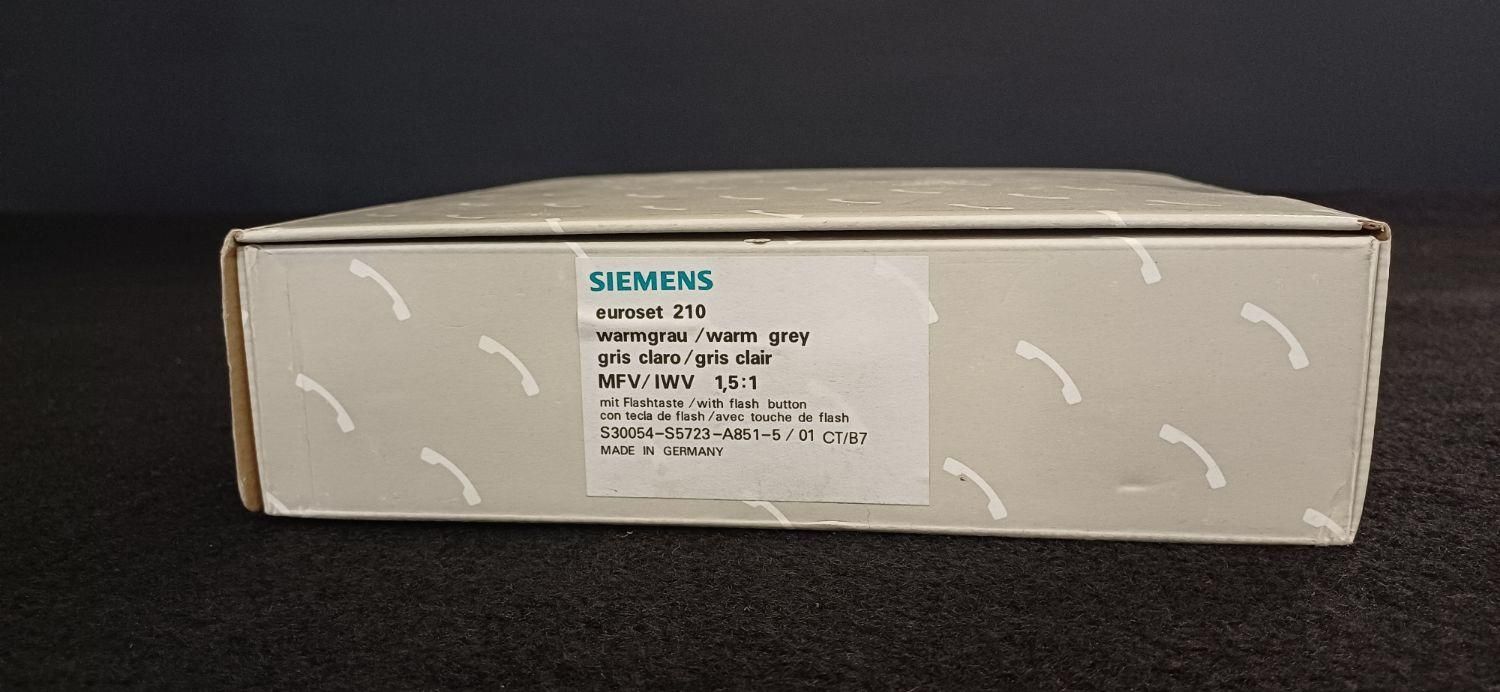 SIEMENS
euroset 210
warmgrau / warm grey
gris claro / gris clair
MFV/ IWV 1,5:1
mit Flashtaste / with flash button
con tecla de flash / avec touche de flash
S30054-S5723-A851-5 / 01 CT/B7
MADE IN GERMANY